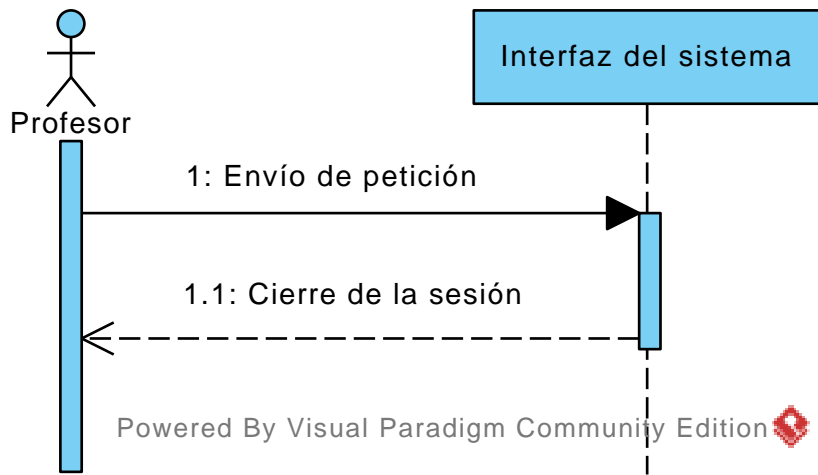 Interfaz del sistema
Profesor
1: Envío de petición
1.1: Cierre de la sesión
Powered By Visual Paradigm Community Edition